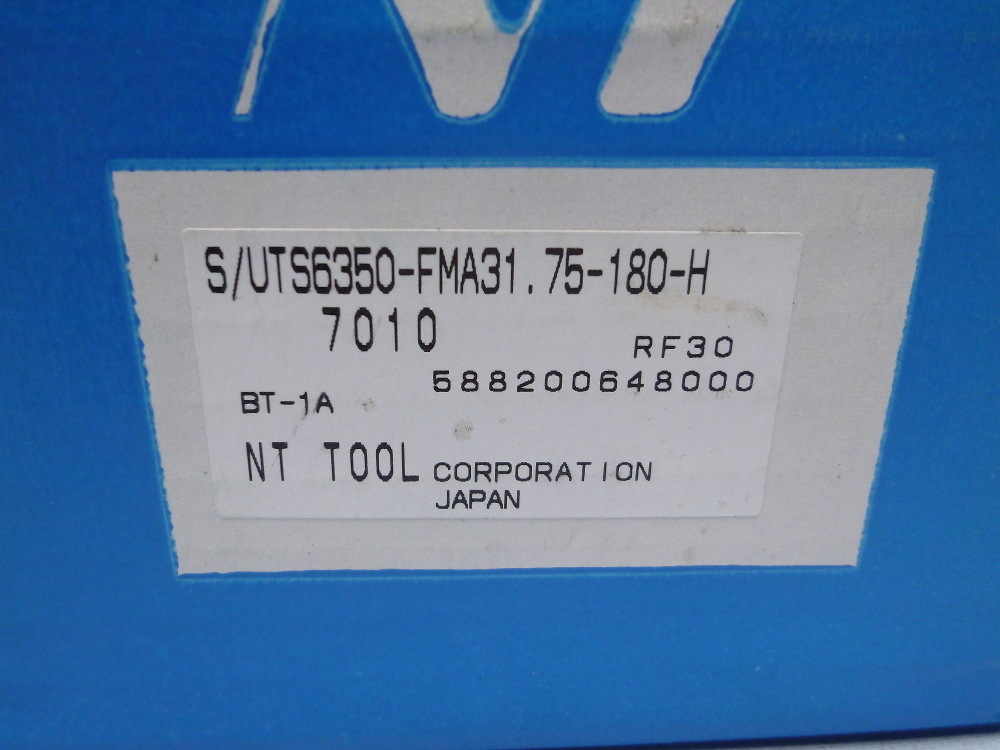 S/UTS6350-FMA31.75-180-H
7010
RF30
588200648000
BT-1A
NT TOOL CORPORATION
JAPAN